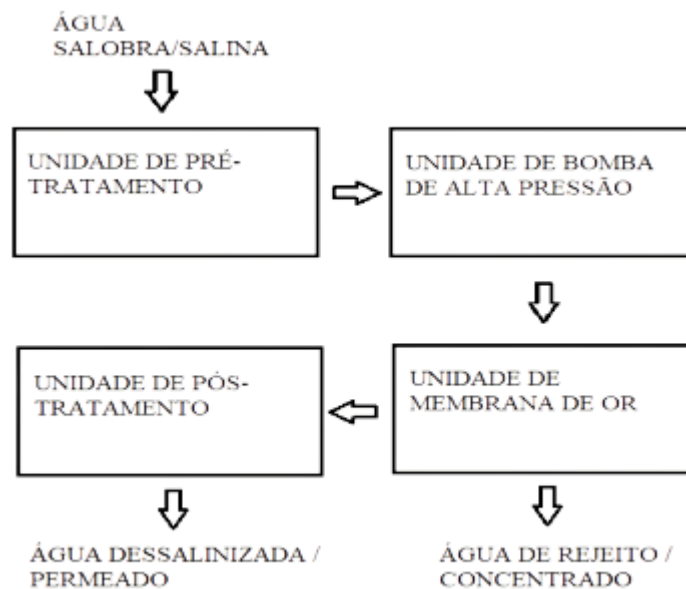 ÁGUA
SALOBRA/SALINA
UNIDADE DE PRÉ-
TRATAMENTO
UNIDADE DE BOMBA
DE ALTA PRESSÃO
UNIDADE DE PÓS-
TRATAMENTO
UNIDADE DE
MEMBRANA DE OR
ÁGUA DESSALINIZADA /
PERMEADO
ÁGUA DE REJEITO /
CONCENTRADO